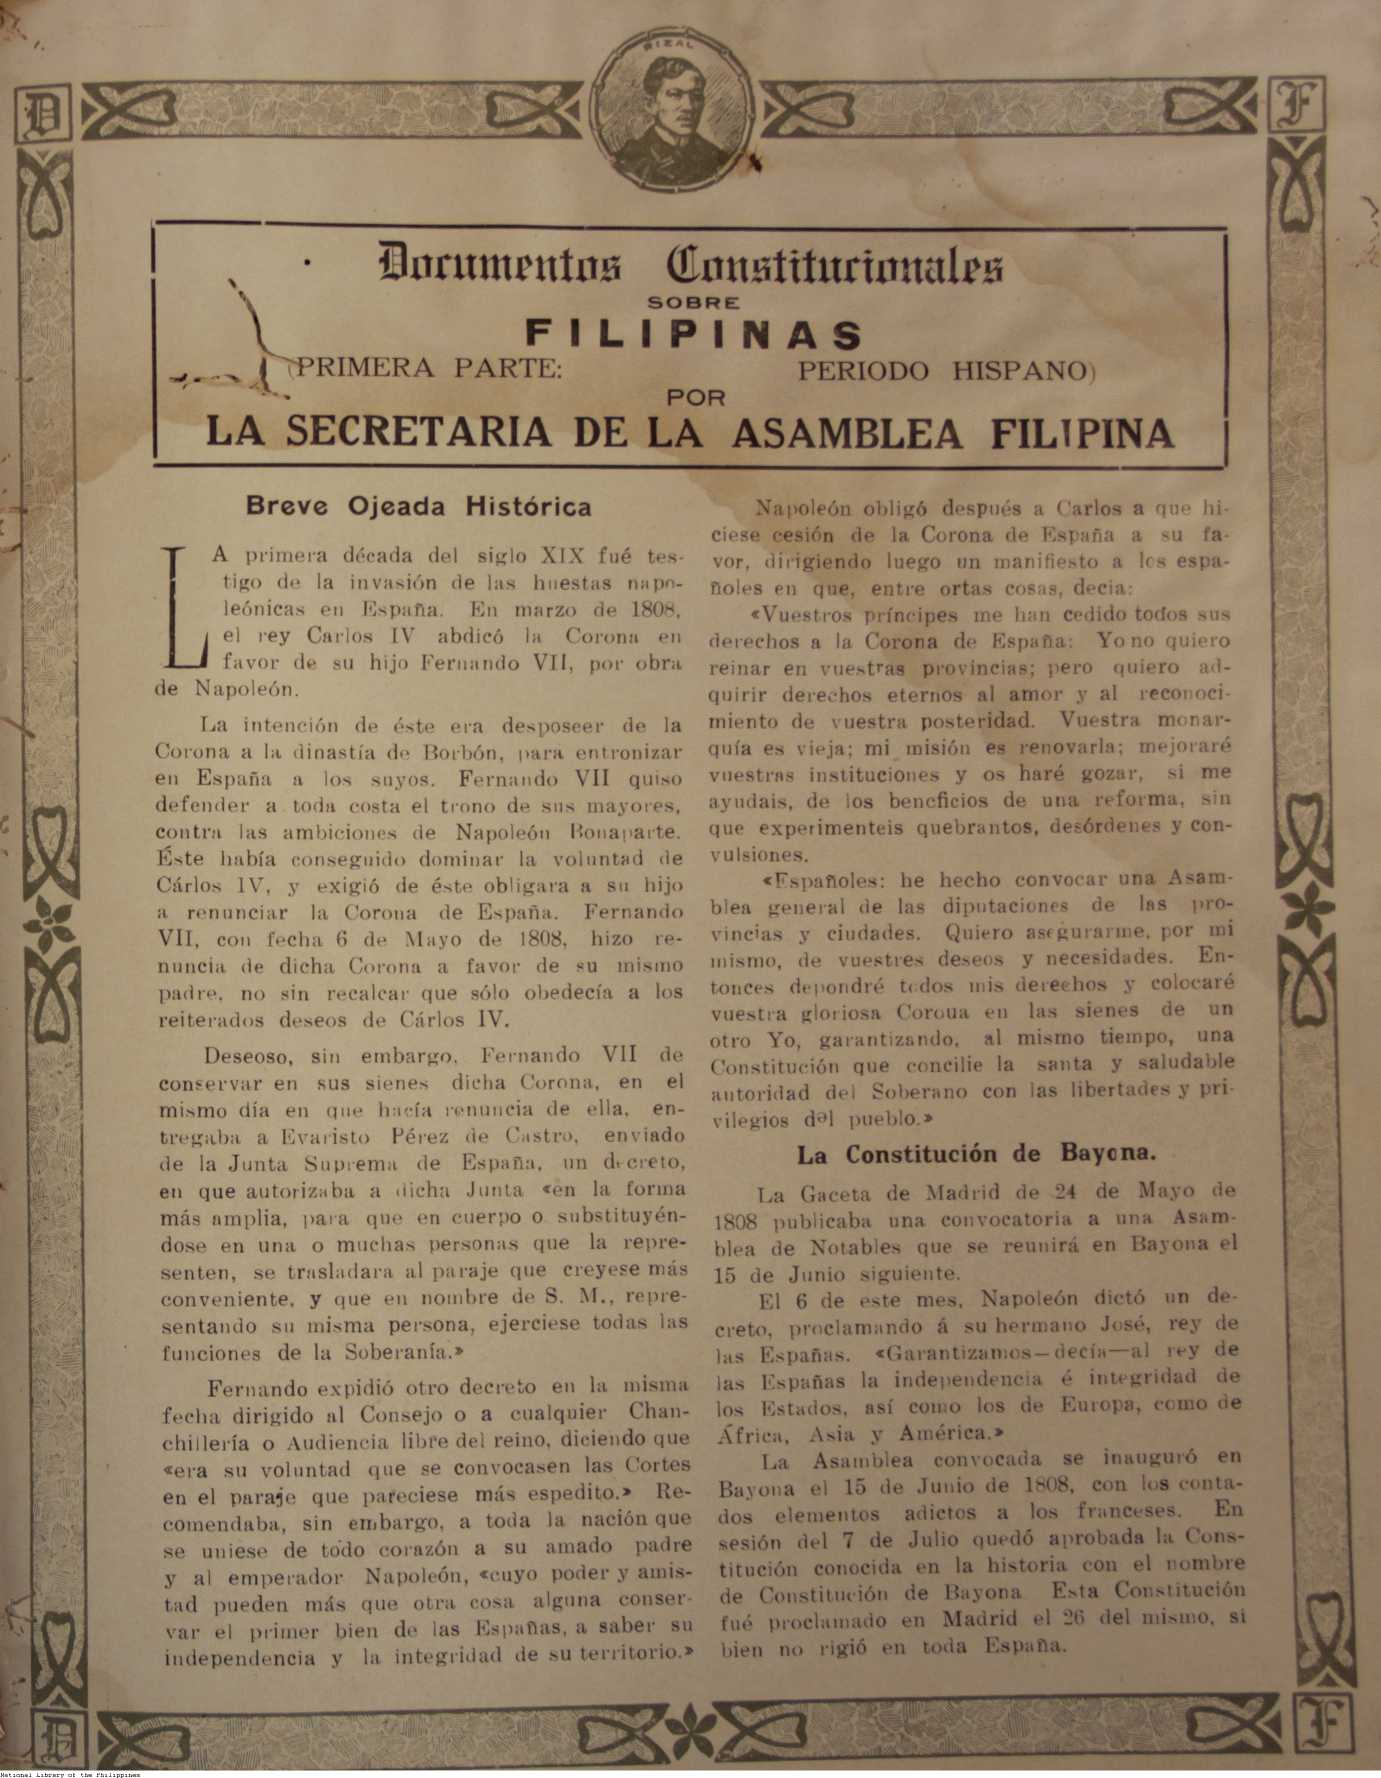 RIZAL
D
F
Documentos Constitucionales
SOBRE
FILIPINAS
(PRIMERA PARTE: PERIODO HISPANO)
POR
LA SECRETARIA DE LA ASAMBLEA FILIPINA
Breve Ojeada Histórica
LA primera década del siglo XIX fué tes-
tigo de la invasión de las huestas napo-
leónicas en España. En marzo de 1808,
el rey Carlos IV abdicó la Corona en
favor de su hijo Fernando VII, por obra
de Napoleón.
La intención de éste era desposeer de la
Corona a la dinastía de Borbón, para entronizar
en España a los suyos. Fernando VII quiso
defender a toda costa el trono de sus mayores,
contra las ambiciones de Napoleón Bonaparte.
Éste había conseguido dominar la voluntad de
Cárlos IV, y exigió de éste obligara a su hijo
a renunciar la Corona de España. Fernando
VII, con fecha 6 de Mayo de 1808, hizo re-
nuncia de dicha Corona a favor de su mismo
padre, no sin recalcar que sólo obedecía a los
reiterados deseos de Cárlos IV.
Deseoso, sin embargo, Fernando VII de
conservar en sus sienes dicha Corona, en el
mismo día en que hacía renuncia de ella, en-
tregaba a Evaristo Pérez de Castro, enviado
de la Junta Suprema de España, un decreto,
en que autorizaba a dicha Junta «en la forma
más amplia, para que en cuerpo o substituyén-
dose en una o muchas personas que la repre-
senten, se trasladara al paraje que creyese más
conveniente, y que en nombre de S. M., repre-
sentando su misma persona, ejerciese todas las
funciones de la Soberanía.»
Fernando expidió otro decreto en la misma
fecha dirigido al Consejo o a cualquier Chan-
chillería o Audiencia libre del reino, diciendo que
«era su voluntad que se convocasen las Cortes
en el paraje que pareciese más espedito.» Re-
comendaba, sin embargo, a toda la nación que
se uniese de todo corazón a su amado padre
y al emperador Napoleón, «cuyo poder y amis-
tad pueden más que otra cosa alguna conser-
var el primer bien de las Españas, a saber su
independencia y la integridad de su territorio.»
Napoleón obligó después a Carlos a que hi-
ciese cesión de la Corona de España a su fa-
vor, dirigiendo luego un manifiesto a los espa-
ñoles en que, entre ortas cosas, decia:
«Vuestros príncipes me han cedido todos sus
derechos a la Corona de España: Yo no quiero
reinar en vuestras provincias; pero quiero ad-
quirir derechos eternos al amor y al reconoci-
miento de vuestra posteridad. Vuestra monar-
quía es vieja; mi misión es renovarla; mejoraré
vuestras instituciones y os haré gozar, si me
ayudais, de los beneficios de una reforma, sin
que experimenteis quebrantos, desórdenes y con-
vulsiones.
«Españoles: he hecho convocar una Asam-
blea general de las diputaciones de las pro-
vincias y ciudades. Quiero asegurarme, por mi
mismo, de vuestres deseos y necesidades. En-
tonces depondré todos mis derechos y colocaré
vuestra gloriosa Coroua en las sienes de un
otro Yo, garantizando, al mismo tiempo, una
Constitución que concilie la santa y saludable
autoridad del Soberano con las libertades y pri-
vilegios del pueblo.»
La Constitución de Bayona.
La Gaceta de Madrid de 24 de Mayo de
1808 publicaba una convocatoria a una Asam-
blea de Notables que se reunirá en Bayona el
15 de Junio siguiente.
El 6 de este mes, Napoleón dictó un de-
creto, proclamando á su hermano José, rey de
las Españas. «Garantizamos—decía—al rey de
las Españas la independencia é integridad de
los Estados, así como los de Europa, como de
África, Asia y América.»
La Asamblea convocada se inauguró en
Bayona el 15 de Junio de 1808, con los conta-
dos elementos adictos a los franceses. En
sesión del 7 de Julio quedó aprobada la Cons-
titución conocida en la historia con el nombre
de Constitución de Bayona Esta Constitución
fué proclamado en Madrid el 26 del mismo, si
bien no rigió en toda España.
D
F
National Library of the Philippines